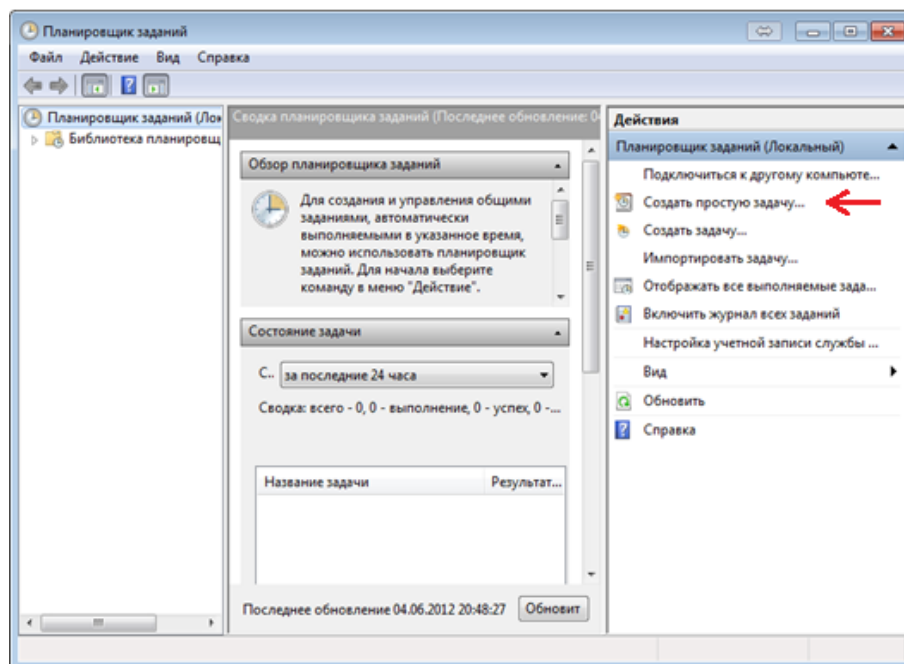 Планировщик заданий
Файл Действие Вид Справка
Планировщик заданий (Лок
Библиотека планировщ
Сводка планировщика заданий (Последнее обновление: 0
Обзор планировщика заданий
Для создания и управления общими
заданиями, автоматически
выполняемыми в указанное время,
можно использовать планировщик
заданий. Для начала выберите
команду в меню "Действие".
Состояние задачи
С.. за последние 24 часа
Сводка: всего - 0, 0 - выполнение, 0 - успех, 0 -...
Название задачи Результат...
Последнее обновление 04.06.2012 20:48:27 Обновит
Действия
Планировщик заданий (Локальный)
Подключиться к другому компьюте...
Создать простую задачу...
Создать задачу...
Импортировать задачу...
Отображать все выполняемые зада...
Включить журнал всех заданий
Настройка учетной записи службы ...
Вид
Обновить
Справка